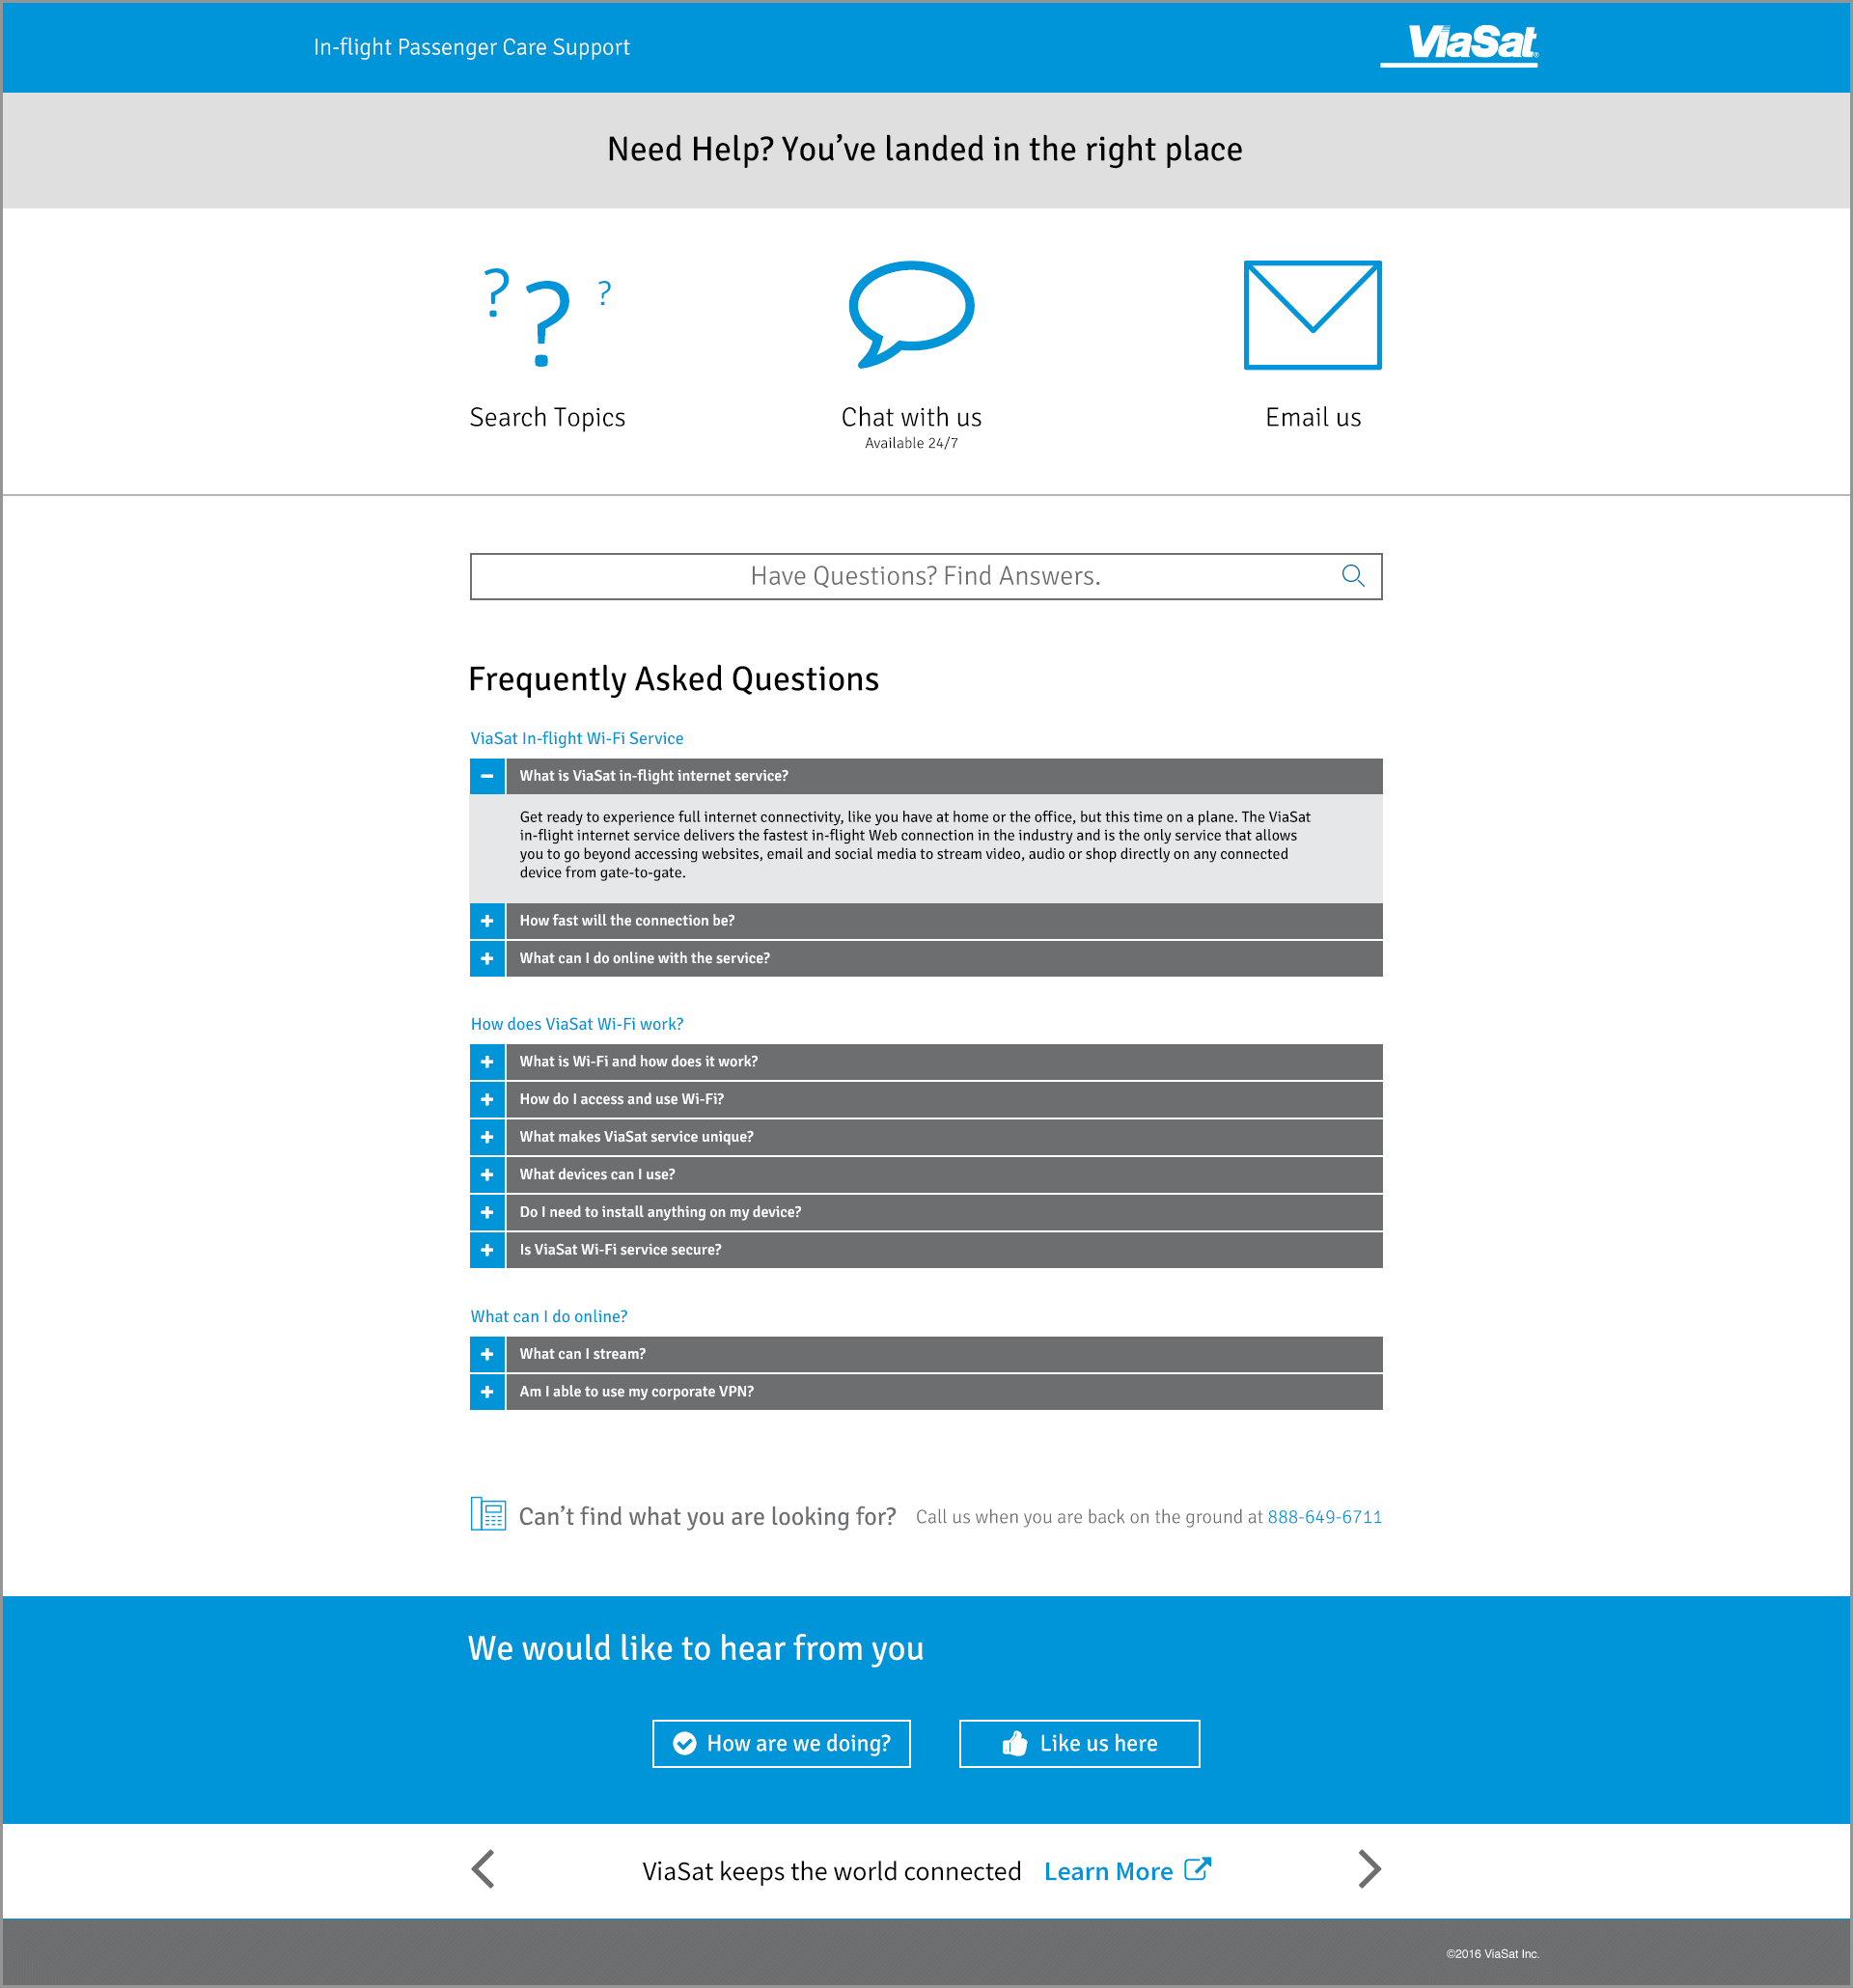 In-flight Passenger Care Support
ViaSat®
Need Help? You’ve landed in the right place
? ? ?
Search Topics
Chat with us
Available 24/7
Email us
Have Questions? Find Answers.
Frequently Asked Questions
ViaSat In-flight Wi-Fi Service
What is ViaSat in-flight internet service?
Get ready to experience full internet connectivity, like you have at home or the office, but this time on a plane. The ViaSat
in-flight internet service delivers the fastest in-flight Web connection in the industry and is the only service that allows
you to go beyond accessing websites, email and social media to stream video, audio or shop directly on any connected
device from gate-to-gate.
How fast will the connection be?
What can I do online with the service?
How does ViaSat Wi-Fi work?
What is Wi-Fi and how does it work?
How do I access and use Wi-Fi?
What makes ViaSat service unique?
What devices can I use?
Do I need to install anything on my device?
Is ViaSat Wi-Fi service secure?
What can I do online?
What can I stream?
Am I able to use my corporate VPN?
Can’t find what you are looking for? Call us when you are back on the ground at 888-649-6711
We would like to hear from you
How are we doing?
Like us here
ViaSat keeps the world connected Learn More
©2016 ViaSat Inc.